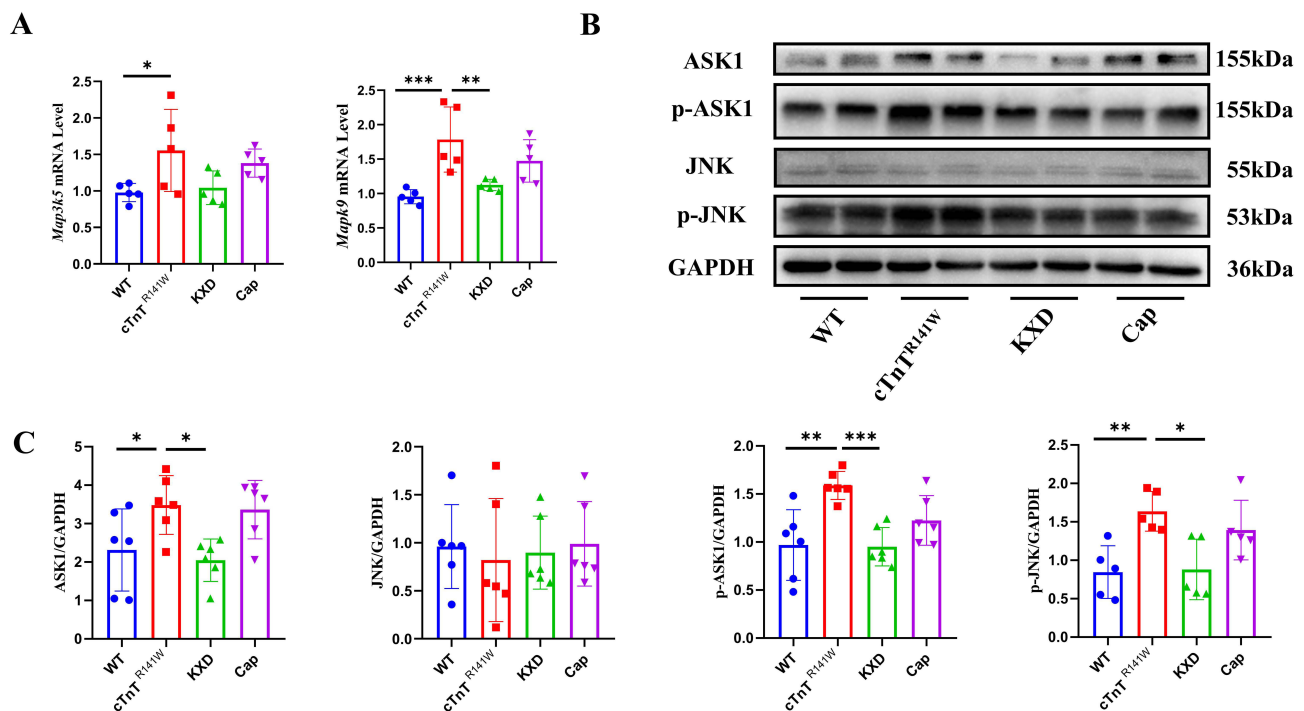 A
Map3k5 mRNA Level
2.5
2.0
1.5
1.0
0.5
0.0
*
WT
cTnT R141W
KXD
Cap
Mapk9 mRNA Level
2.5
2.0
1.5
1.0
0.5
0.0
*** **
WT
cTnT R141W
KXD
Cap
B
ASK1 155kDa
p-ASK1 155kDa
JNK 55kDa
p-JNK 53kDa
GAPDH 36kDa
WT
cTnTR141W
KXD
Cap
C
ASK1/GAPDH
5
4
3
2
1
0
* *
WT
cTnT R141W
KXD
Cap
JNK/GAPDH
2.0
1.5
1.0
0.5
0.0
WT
cTnT R141W
KXD
Cap
p-ASK1/GAPDH
2.0
1.5
1.0
0.5
0.0
** ***
WT
cTnT R141W
KXD
Cap
p-JNK/GAPDH
2.5
2.0
1.5
1.0
0.5
0.0
** *
WT
cTnT R141W
KXD
Cap